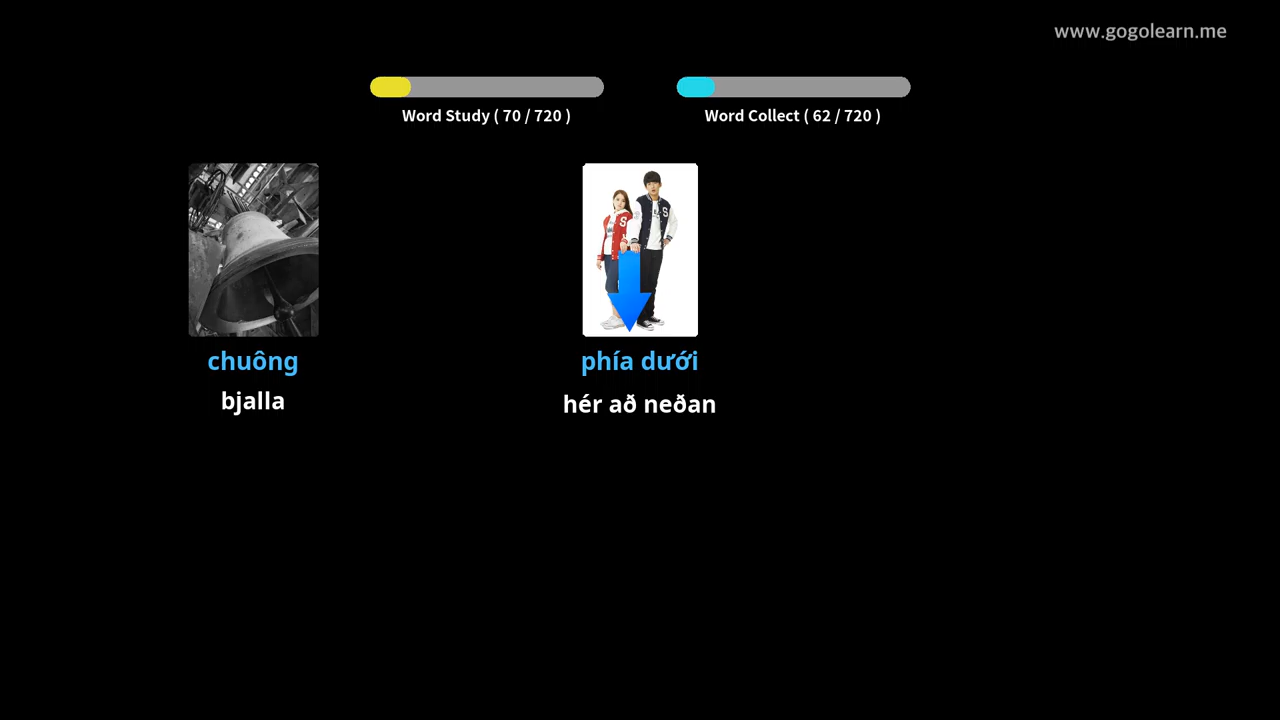 www.gogolearn.me
Word Study ( 70 / 720 )
Word Collect ( 62 / 720 )
S
S
chuông
phía dưới
bjalla
hér að neðan